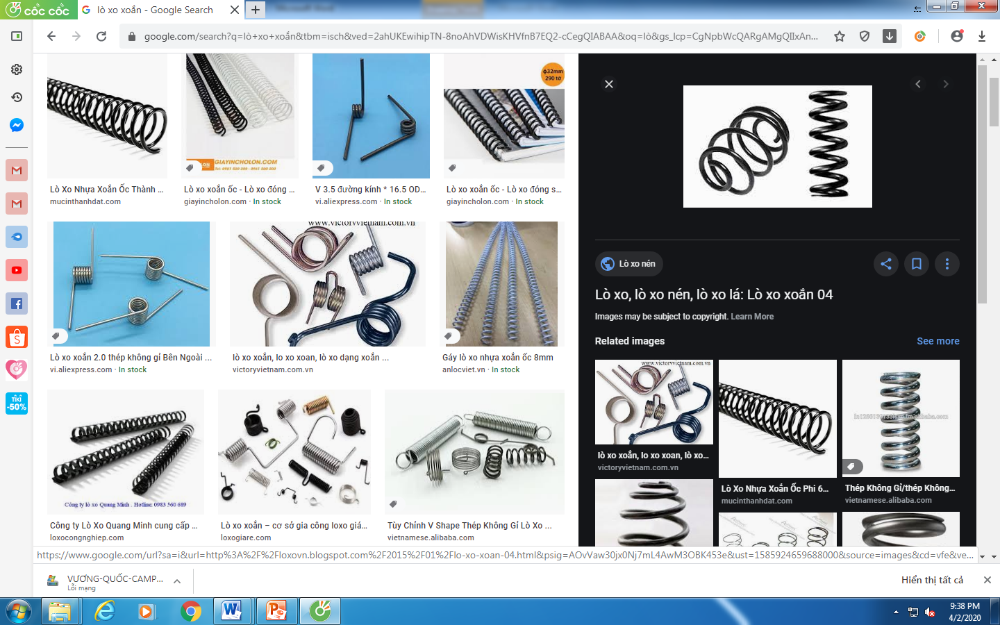 cốc cốc
lò xo xoắn - Google Search
google.com/search?q=lò+xo+xoắn&tbm=isch&ved=2ahUKEwihipTN-8noAhVDWisKHVfnB7EQ2-cCegQIABAA&oq=lò&gs_lcp=CgNpbWcQARgAMgQIIxAn...
Lò Xo Nhựa Xoắn Ốc Thành ...
mucinthanhdat.com
GIAYINCHOLON.COM
Lò xo xoắn ốc - Lò xo đóng ...
giayincholon.com · In stock
V 3.5 đường kính * 16.5 OD...
vi.aliexpress.com · In stock
ϕ32mm
290 tờ
Lò xo xoắn ốc - Lò xo đóng s...
giayincholon.com · In stock
Lò xo xoắn 2.0 thép không gỉ Bên Ngoài ...
vi.aliexpress.com · In stock
www.victoryvietnam.com.vn
lò xo xoắn, lo xo xoan, lò xo dạng xoắn ...
victoryvietnam.com.vn
Gáy lò xo nhựa xoắn ốc 8mm
anlocviet.vn · In stock
Công ty lò xo Quang Minh . Hotline: 0983 560 689
Công ty Lò Xo Quang Minh cung cấp ...
loxocongnghiep.com
Lò xo xoắn – cơ sở gia công loxo giá...
loxogiare.com
Tùy Chỉnh V Shape Thép Không Gỉ Lò Xo ...
vietnamese.alibaba.com
Lò xo nén
Lò xo, lò xo nén, lò xo lá: Lò xo xoắn 04
Images may be subject to copyright. Learn More
Related images
See more
www.victoryvietnam.com.vn
lò xo xoắn, lo xo xoan, lò xo...
victoryvietnam.com.vn
Lò Xo Nhựa Xoắn Ốc Phi 6...
mucinthanhdat.com
Thép Không Gỉ/thép Không...
vietnamese.alibaba.com
TIKI
-50%
https://www.google.com/url?sa=i&url=http%3A%2F%2Floxovn.blogspot.com%2F2015%2F01%2Flo-xo-xoan-04.html&psig=AOvVaw30jx0Nj7mL4AwM3OBK453e&ust=1585924659688000&source=images&cd=vfe&ve...
VƯƠNG-QUỐC-CAMP...
Lỗi mạng
Hiển thị tất cả
9:38 PM
4/2/2020